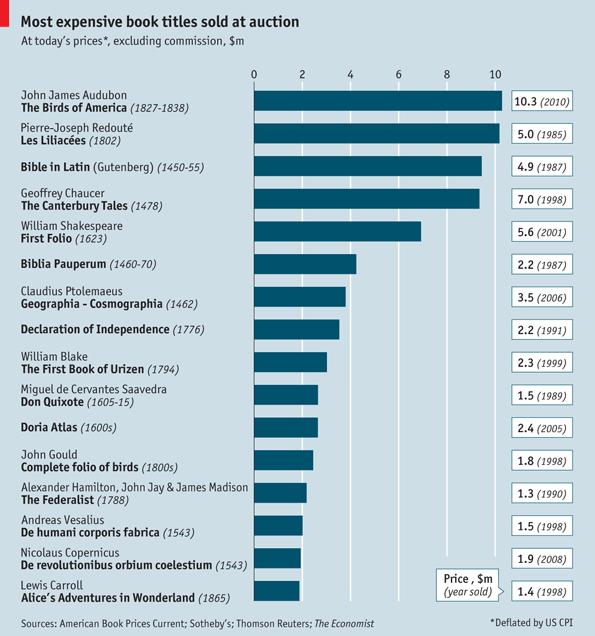 Most expensive book titles sold at auction
At today's prices*, excluding commission, $m
0 2 4 6 8 10
John James Audubon
The Birds of America (1827-1838) 10.3 (2010)
Pierre-Joseph Redouté
Les Liliacées (1802) 5.0 (1985)
Bible in Latin (Gutenberg) (1450-55) 4.9 (1987)
Geoffrey Chaucer
The Canterbury Tales (1478) 7.0 (1998)
William Shakespeare
First Folio (1623) 5.6 (2001)
Biblia Pauperum (1460-70) 2.2 (1987)
Claudius Ptolemaeus
Geographia - Cosmographia (1462) 3.5 (2006)
Declaration of Independence (1776) 2.2 (1991)
William Blake
The First Book of Urizen (1794) 2.3 (1999)
Miguel de Cervantes Saavedra
Don Quixote (1605-15) 1.5 (1989)
Doria Atlas (1600s) 2.4 (2005)
John Gould
Complete folio of birds (1800s) 1.8 (1998)
Alexander Hamilton, John Jay & James Madison
The Federalist (1788) 1.3 (1990)
Andreas Vesalius
De humani corporis fabrica (1543) 1.5 (1998)
Nicolaus Copernicus
De revolutionibus orbium coelestium (1543) 1.9 (2008)
Lewis Carroll
Alice's Adventures in Wonderland (1865) 1.4 (1998)
Price , $m
(year sold)
Sources: American Book Prices Current; Sotheby's; Thomson Reuters; The Economist *Deflated by US CPI